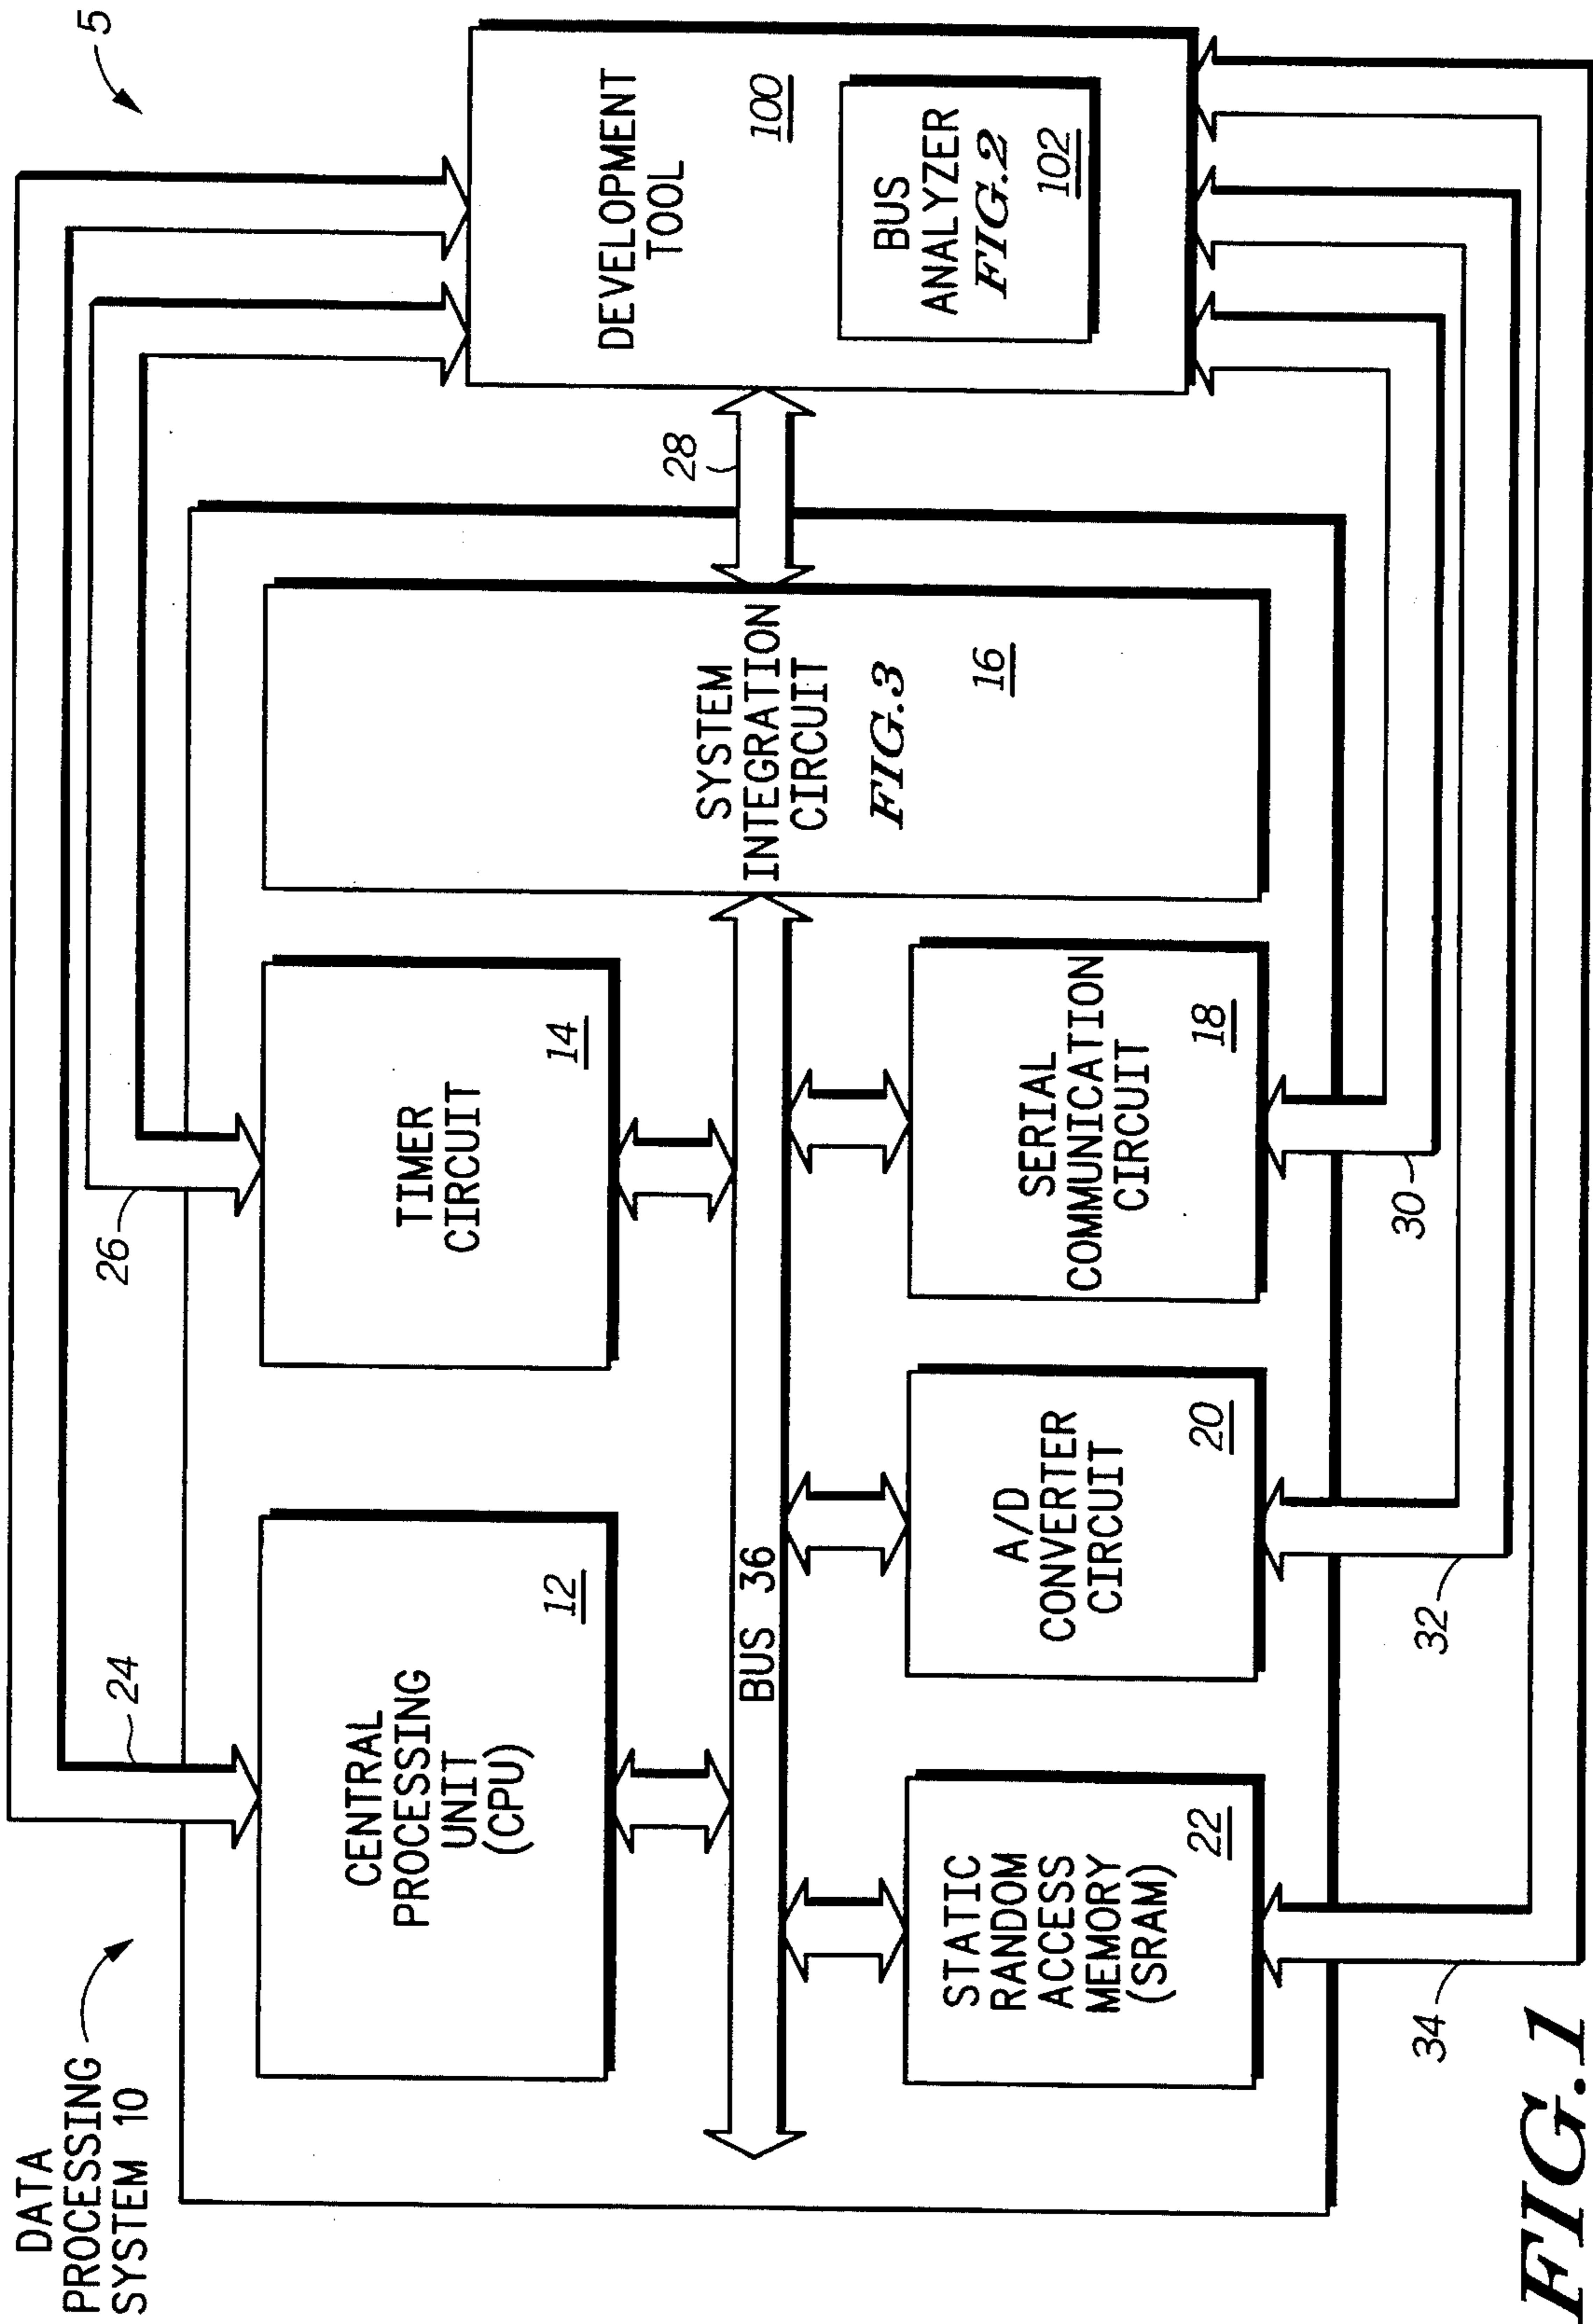 DATA
PROCESSING
SYSTEM 10
5
24
26
CENTRAL
PROCESSING
UNIT
(CPU)
12
TIMER
CIRCUIT
14
SYSTEM
INTEGRATION
CIRCUIT
FIG.3
16
28
DEVELOPMENT
TOOL
100
BUS
ANALYZER
FIG.2
102
BUS 36
STATIC
RANDOM
ACCESS
MEMORY
(SRAM)
22
A/D
CONVERTER
CIRCUIT
20
SERIAL
COMMUNICATION
CIRCUIT
18
34
32
30
FIG.1